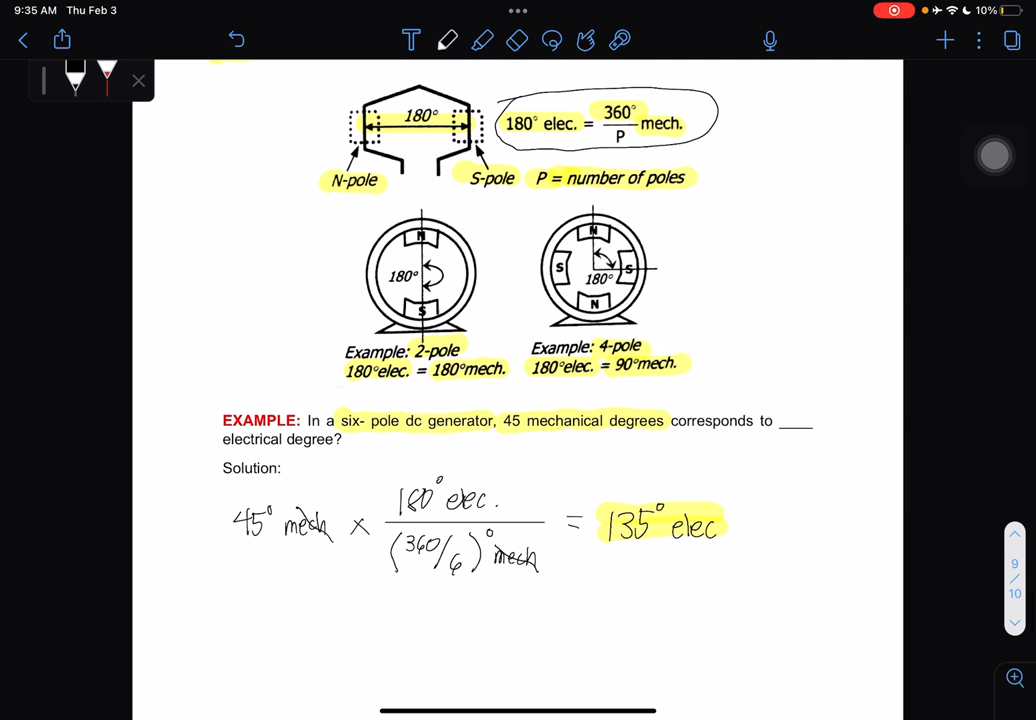 9:35 AM Thu Feb 3
10%
180°
180° elec. = 360° / P mech.
N-pole
S-pole
P = number of poles
N
180°
S
N
S
S
180°
N
Example: 2-pole
180°elec. = 180°mech.
Example: 4-pole
180°elec. = 90°mech.
EXAMPLE: In a six- pole dc generator, 45 mechanical degrees corresponds to ____
electrical degree?
Solution:
45° mech x 180° elec. / (360/6)° mech = 135° elec
9
/
10